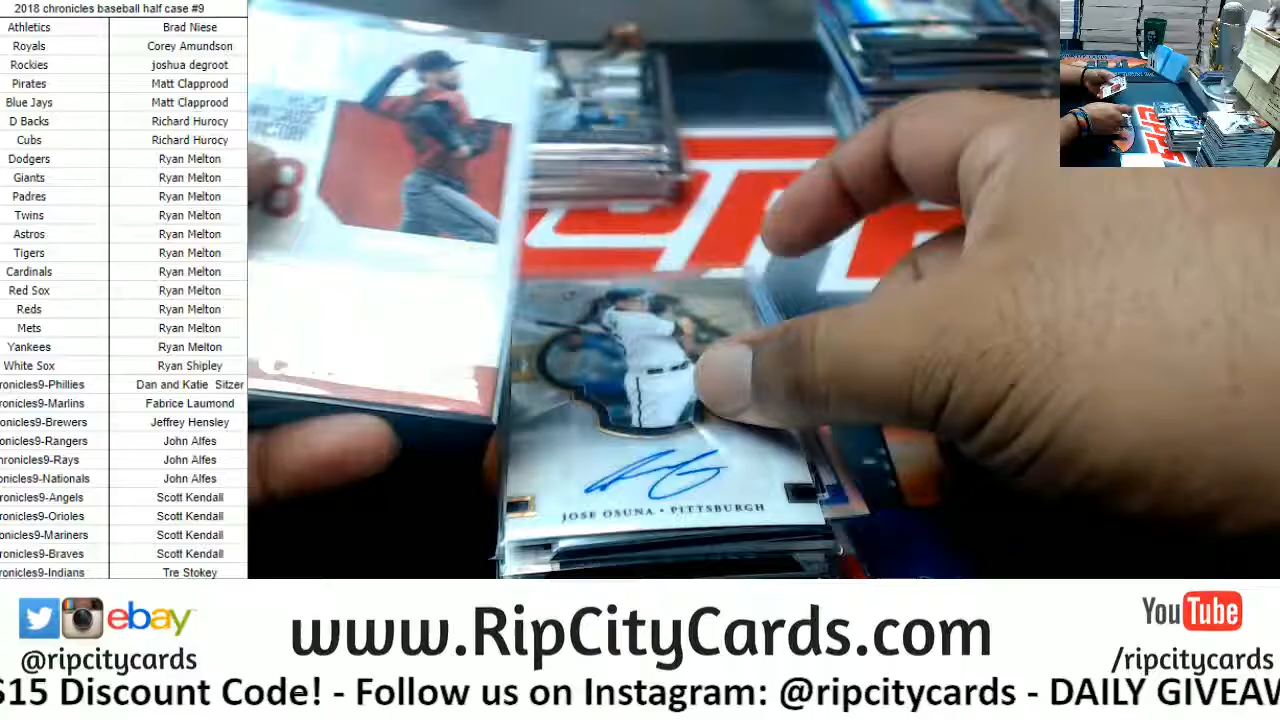 2018 chronicles baseball half case #9
Athletics Brad Niese
Royals Corey Amundson
Rockies joshua degroot
Pirates Matt Clapprood
Blue Jays Matt Clapprood
D Backs Richard Hurocy
Cubs Richard Hurocy
Dodgers Ryan Melton
Giants Ryan Melton
Padres Ryan Melton
Twins Ryan Melton
Astros Ryan Melton
Tigers Ryan Melton
Cardinals Ryan Melton
Red Sox Ryan Melton
Reds Ryan Melton
Mets Ryan Melton
Yankees Ryan Melton
White Sox Ryan Shipley
ronicles9-Phillies Dan and Katie Sitzer
ronicles9-Marlins Fabrice Laumond
onicles9-Brewers Jeffrey Hensley
onicles9-Rangers John Alfes
hronicles9-Rays John Alfes
onicles9-Nationals John Alfes
ronicles9-Angels Scott Kendall
ronicles9-Orioles Scott Kendall
onicles9-Mariners Scott Kendall
ronicles9-Braves Scott Kendall
ronicles9-Indians Tre Stokey
JOSE OSUNA • PITTSBURGH
ebay
@ripcitycards
www.RipCityCards.com
YouTube
/ripcitycards
$15 Discount Code! - Follow us on Instagram: @ripcitycards - DAILY GIVEAW